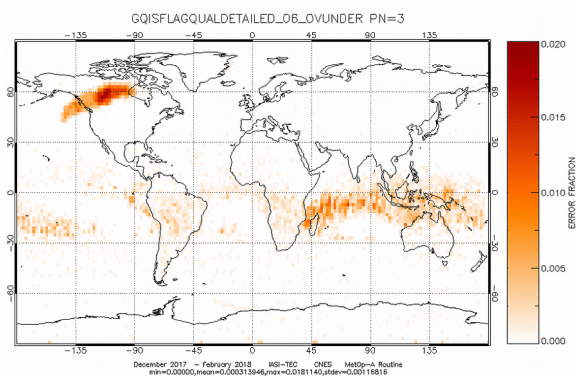 GQISFLAGQUALDETAILED_06_OVUNDER PN=3
-135 -90 -45 0 45 90 135
60 60
30 30
0 0
-30 -30
-60 -60
-135 -90 -45 0 45 90 135
0.020
0.015
0.010
0.005
0.000
ERROR FRACTION
December 2017 - February 2018 IASI-TEC CNES MetOp-A Routine
min=0.00000,mean=0.000313946,max=0.0181140,stdev=0.00116816